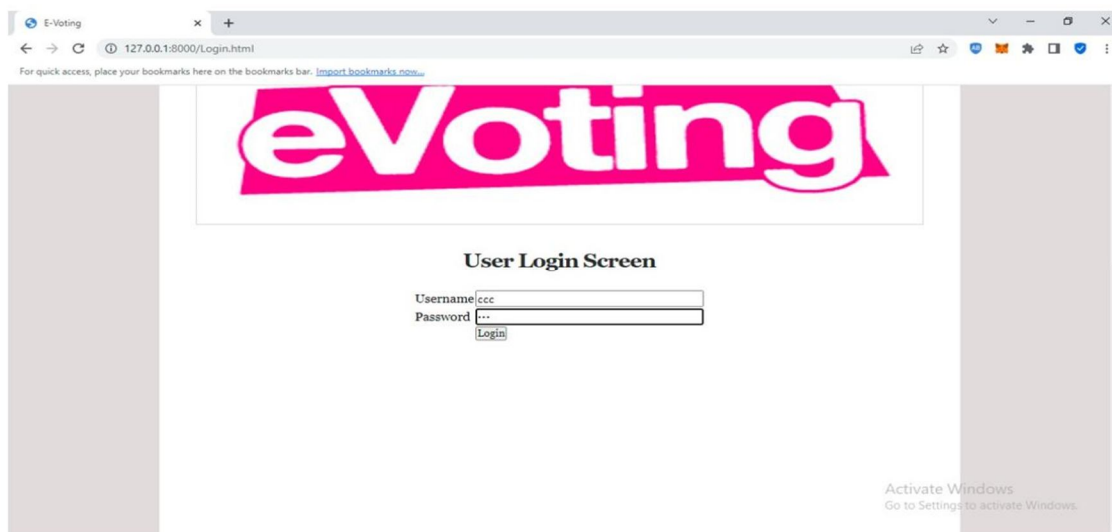 E-Voting
127.0.0.1:8000/Login.html
For quick access, place your bookmarks here on the bookmarks bar. Import bookmarks now...
eVoting
User Login Screen
Username ccc
Password ...
Login
Activate Windows
Go to Settings to activate Windows.